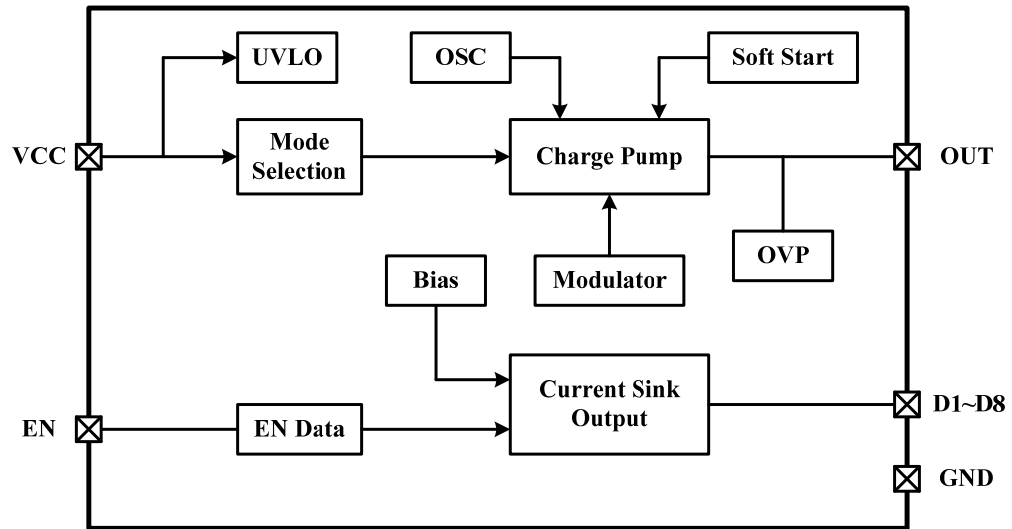 UVLO
OSC
Soft Start
VCC
Mode
Selection
Charge Pump
OUT
OVP
Bias
Modulator
Current Sink
Output
D1~D8
EN
EN Data
GND